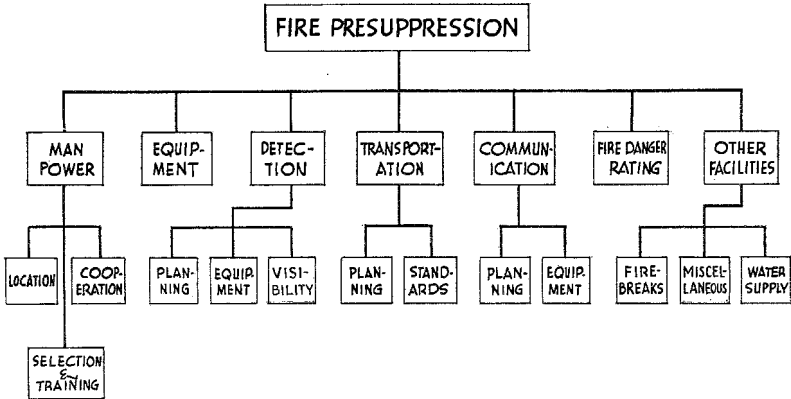 FIRE PRESUPPRESSION
MAN
POWER
EQUIP-
MENT
DETEC-
TION
TRANSPORT-
ATION
COMMUN-
ICATION
FIRE DANGER
RATING
OTHER
FACILITIES
LOCATION
COOP-
ERATION
PLAN-
NING
EQUIP-
MENT
VISI-
BILITY
PLAN-
NING
STAND-
ARDS
PLAN-
NING
EQUIP-
MENT
FIRE-
BREAKS
MISCEL-
LANEOUS
WATER
SUPPLY
SELECTION
&
TRAINING